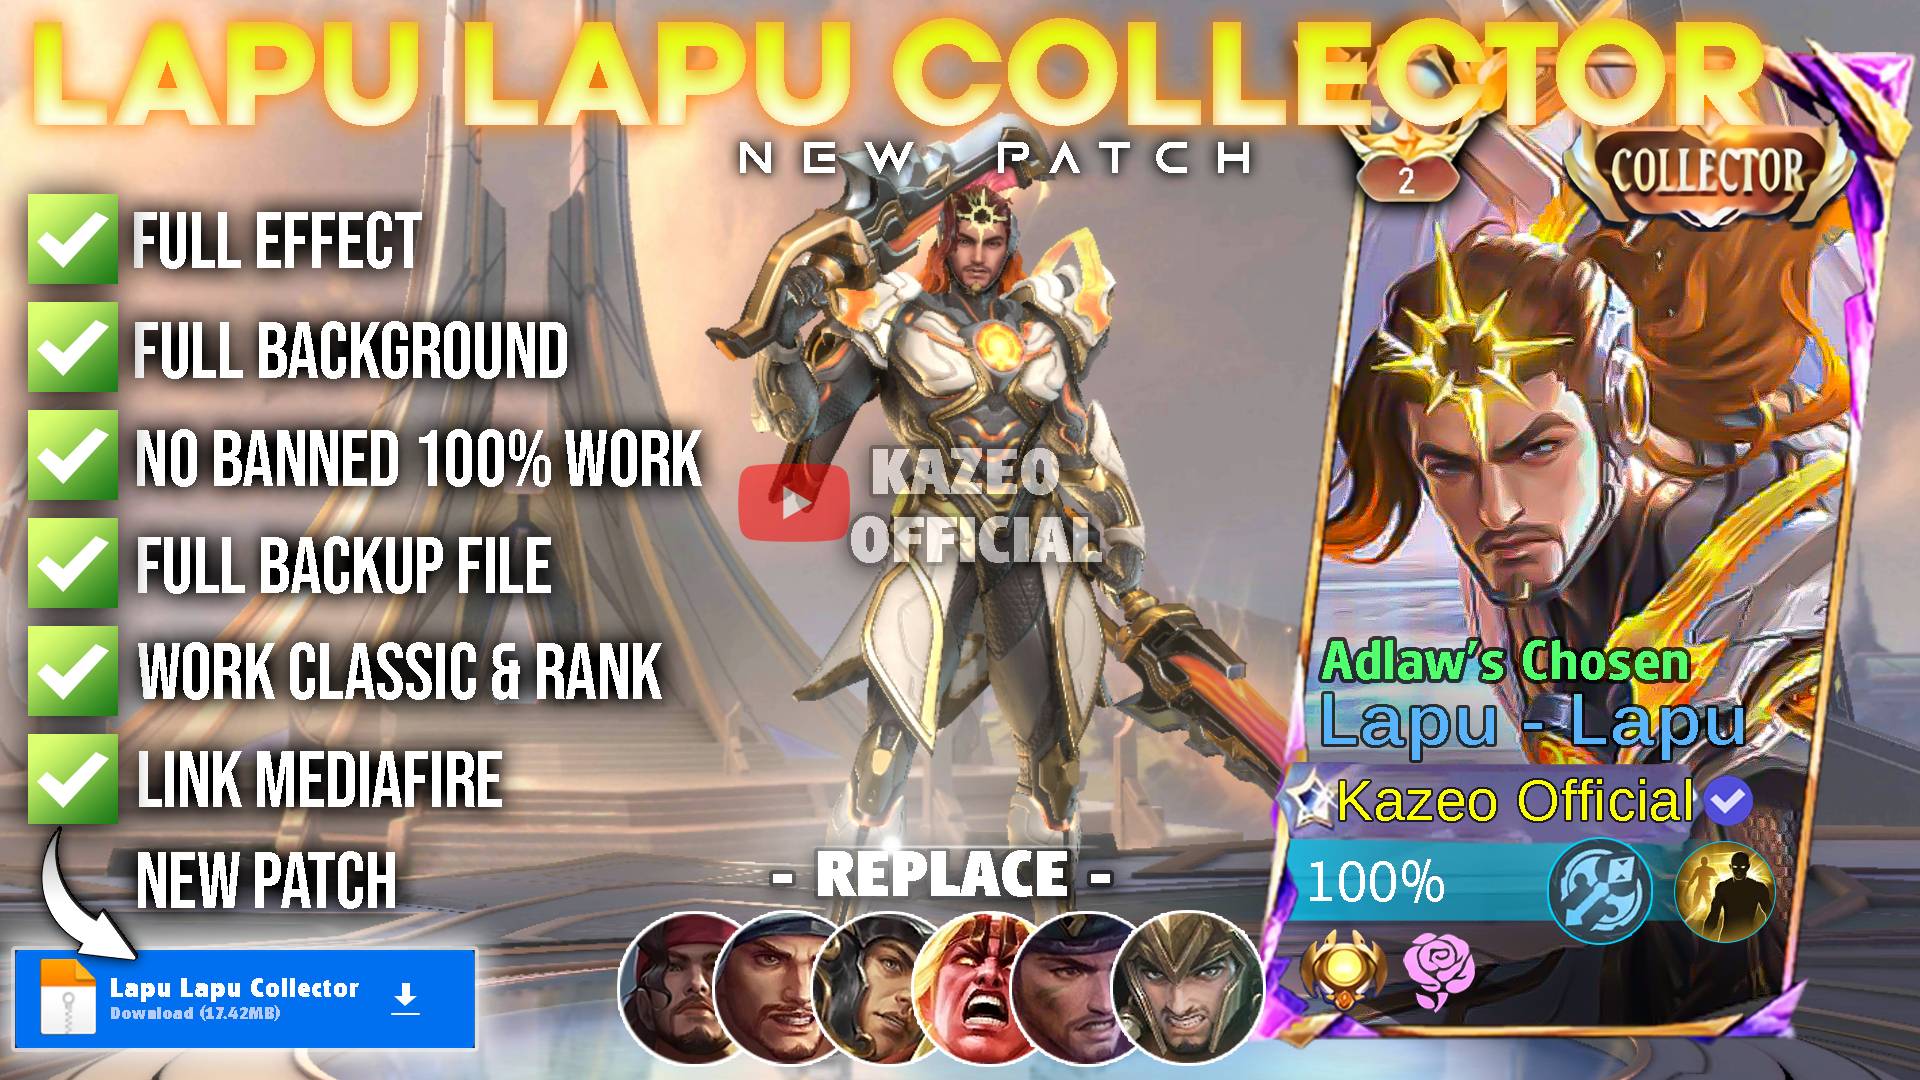 LAPU LAPU COLLECTOR
NEW PATCH
2
COLLECTOR
FULL EFFECT
FULL BACKGROUND
NO BANNED 100% WORK
FULL BACKUP FILE
WORK CLASSIC & RANK
LINK MEDIAFIRE
NEW PATCH
Lapu Lapu Collector
Download (17.42MB)
KAZEO
OFFICIAL
- REPLACE -
Adlaw's Chosen
Lapu - Lapu
Kazeo Official
100%